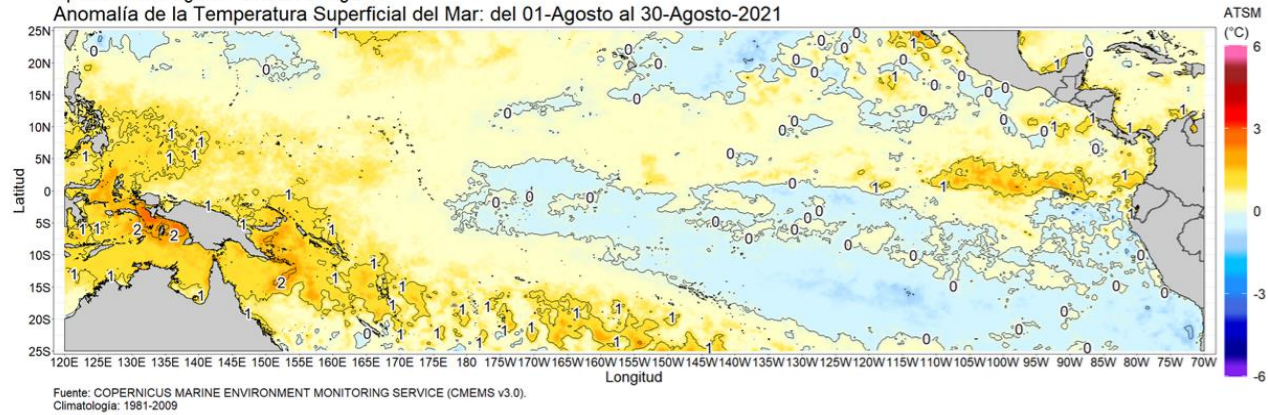 Anomalía de la Temperatura Superficial del Mar: del 01-Agosto al 30-Agosto-2021
ATSM
(°C)
25N
20N
15N
10N
5N
0
5S
10S
15S
20S
25S
Latitud
120E 125E 130E 135E 140E 145E 150E 155E 160E 165E 170E 175E 180 175W 170W 165W 160W 155W 150W 145W 140W 135W 130W 125W 120W 115W 110W 105W 100W 95W 90W 85W 80W 75W 70W
Longitud
6
3
0
-3
-6
Fuente: COPERNICUS MARINE ENVIRONMENT MONITORING SERVICE (CMEMS v3.0).
Climatología: 1981-2009